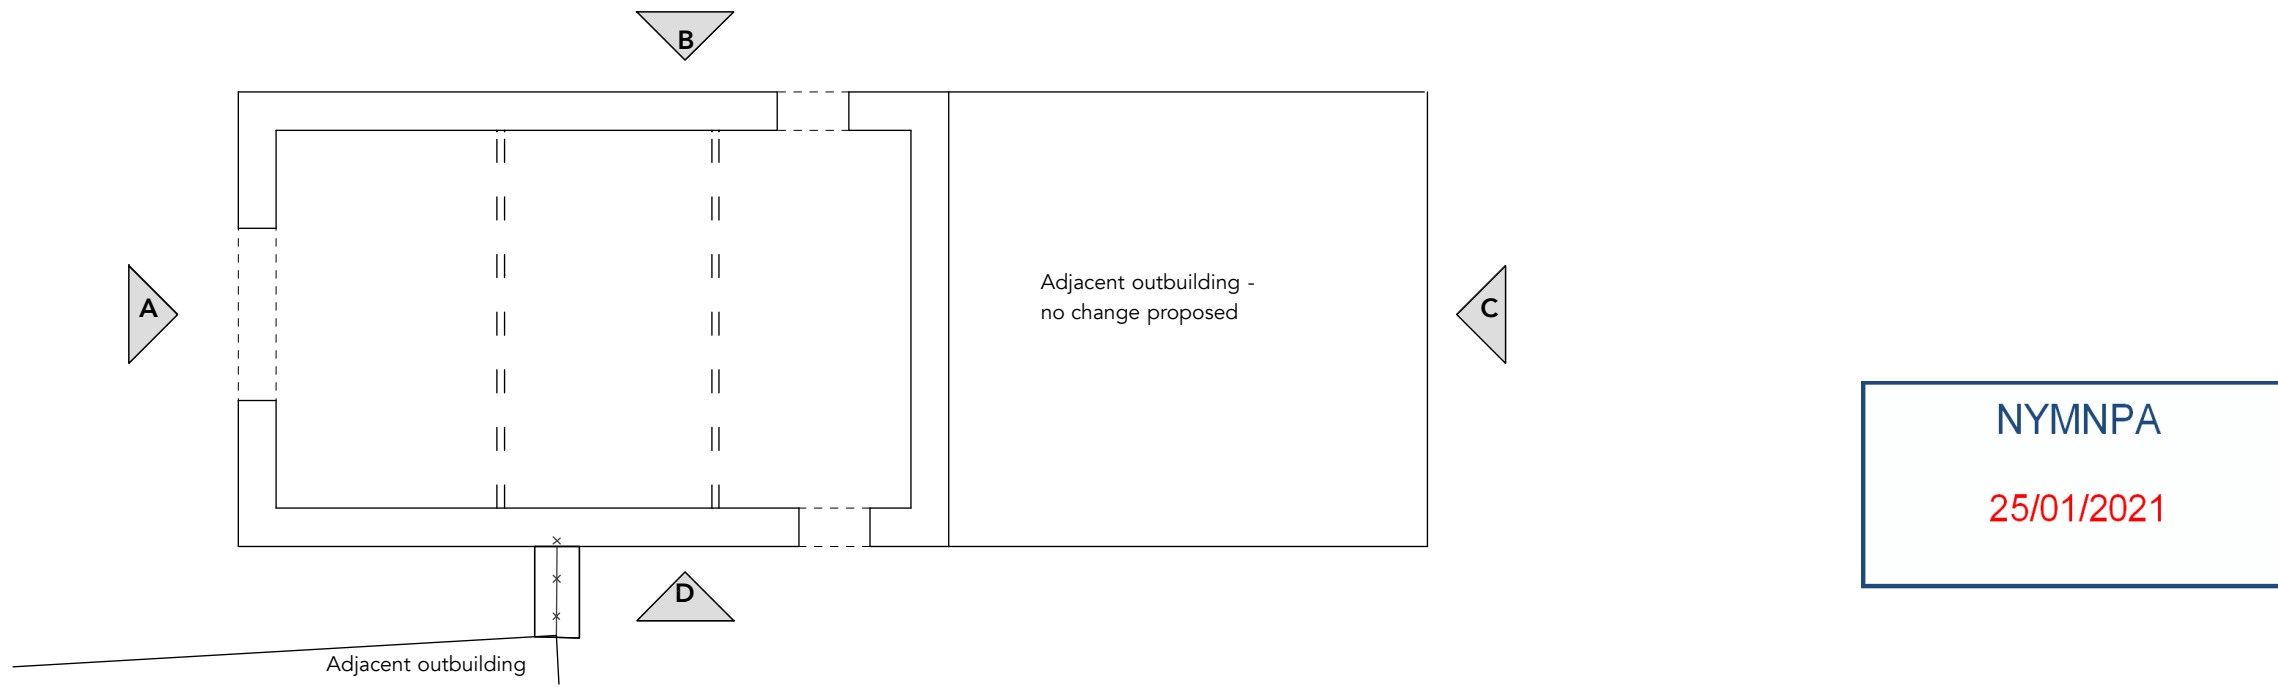 B
A
Adjacent outbuilding -
no change proposed
C
NYMNPA
25/01/2021
D
Adjacent outbuilding